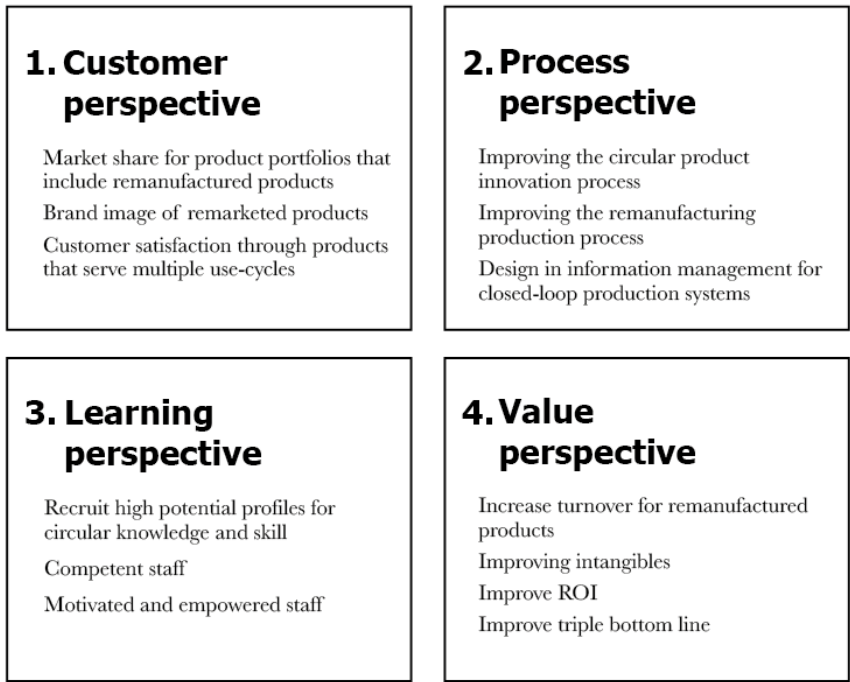 1. Customer
perspective
Market share for product portfolios that
include remanufactured products
Brand image of remarketed products
Customer satisfaction through products
that serve multiple use-cycles
2. Process
perspective
Improving the circular product
innovation process
Improving the remanufacturing
production process
Design in information management for
closed-loop production systems
3. Learning
perspective
Recruit high potential profiles for
circular knowledge and skill
Competent staff
Motivated and empowered staff
4. Value
perspective
Increase turnover for remanufactured
products
Improving intangibles
Improve ROI
Improve triple bottom line